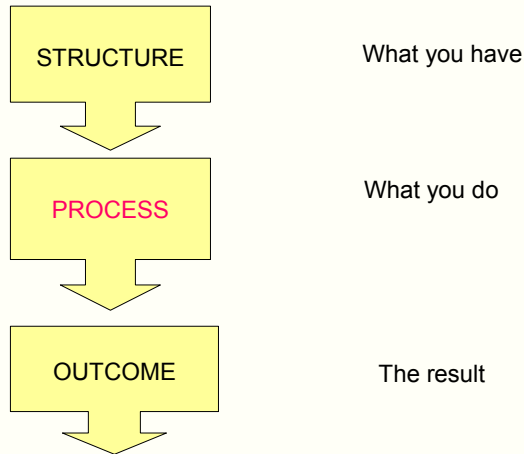 STRUCTURE
What you have
PROCESS
What you do
OUTCOME
The result